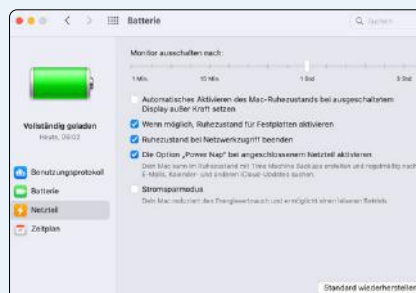 Batterie
Suchen
Monitor ausschalten nach:
1 Min. 15 Min. 1 Std 3 Std
Automatisches Aktivieren des Mac-Ruhezustands bei ausgeschaltetem
Display außer Kraft setzen
Vollständig geladen
Heute, 06:02
Wenn möglich, Ruhezustand für Festplatten aktivieren
Ruhezustand bei Netzwerkzugriff beenden
Die Option „Power Nap“ bei angeschlossenem Netzteil aktivieren
Dein Mac kann im Ruhezustand mit Time Machine Backups erstellen und regelmäßig nach
E-Mails, Kalender- und anderen iCloud-Updates suchen.
Stromsparmodus
Dein Mac reduziert den Energieverbrauch und ermöglicht einen leiseren Betrieb.
Benutzungsprotokoll
Batterie
Netzteil
Zeitplan
Standard wiederherstellen